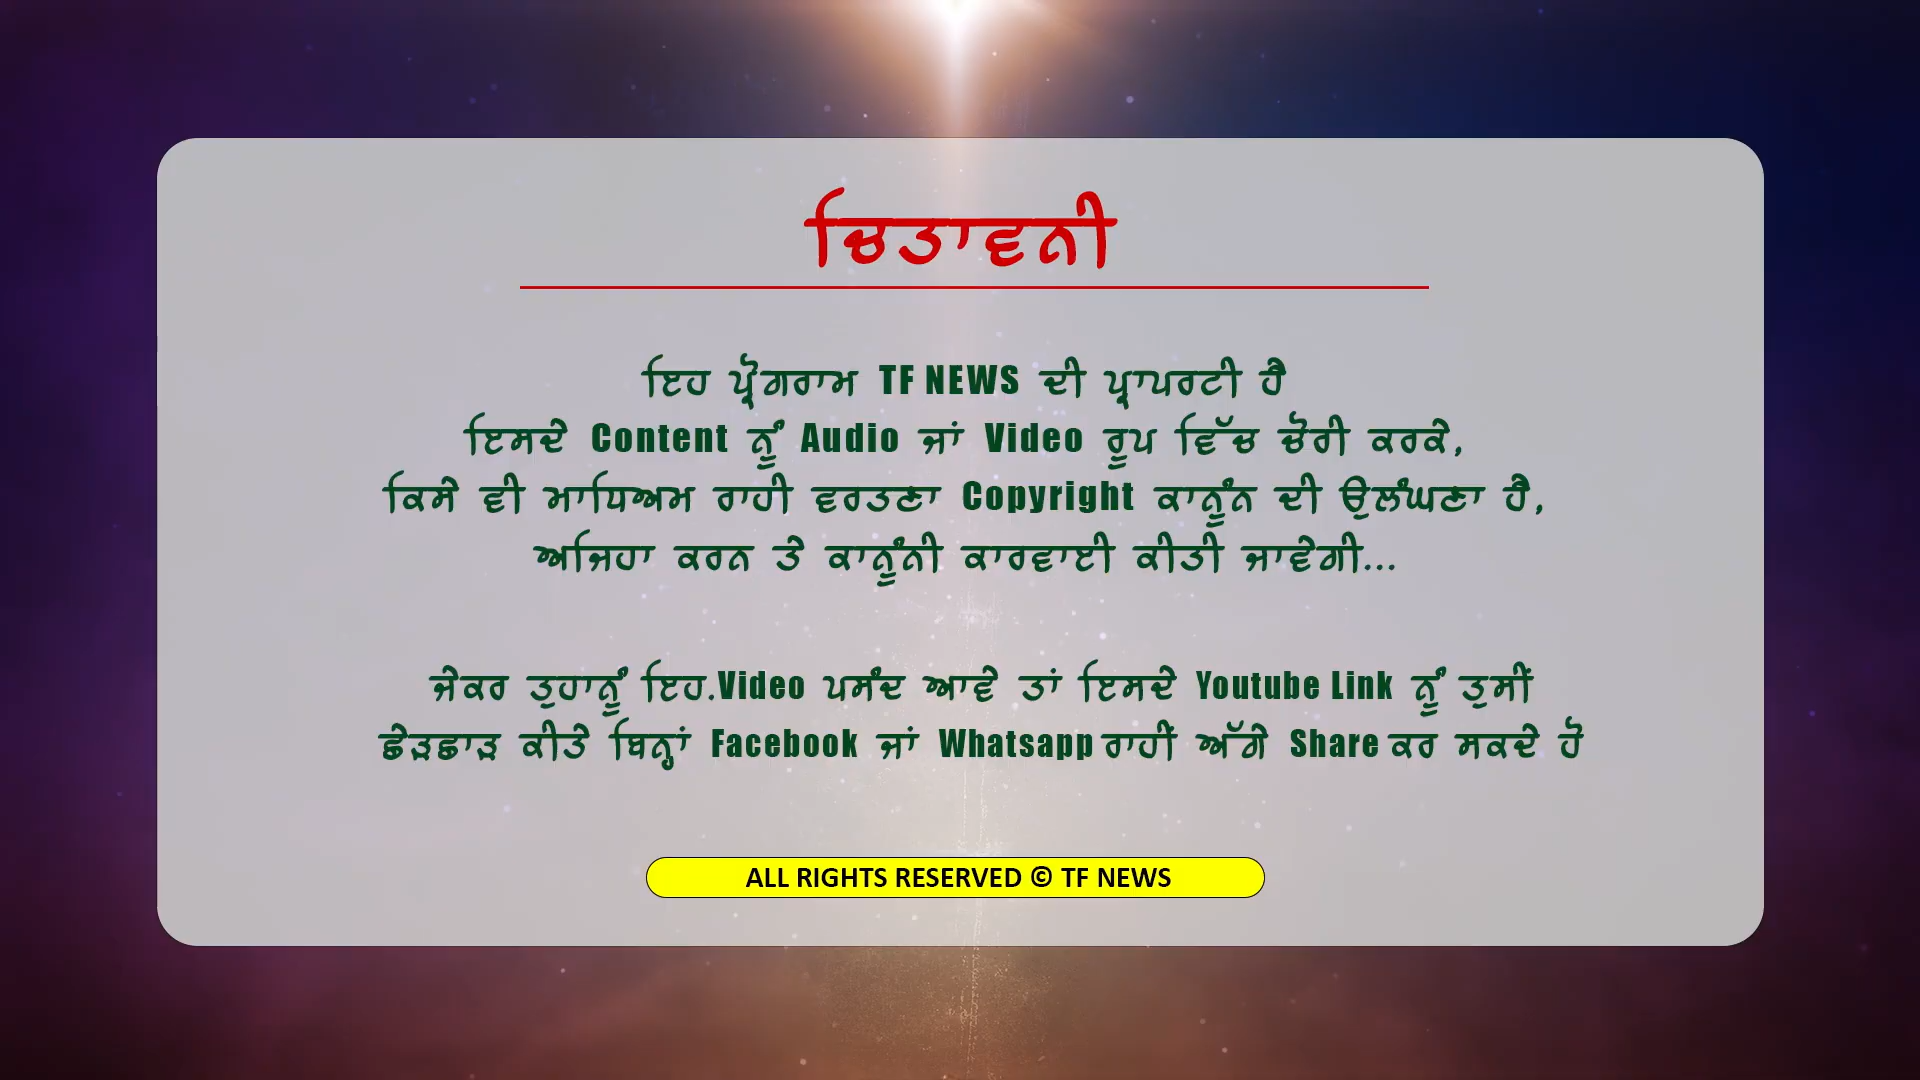 ਚਿਤਾਵਨੀ
ਇਹ ਪ੍ਰੋਗਰਾਮ TF NEWS ਦੀ ਪ੍ਰਾਪਰਟੀ ਹੈ
ਇਸਦੇ Content ਨੂੰ Audio ਜਾਂ Video ਰੂਪ ਵਿੱਚ ਚੋਰੀ ਕਰਕੇ,
ਕਿਸੇ ਵੀ ਮਾਧਿਅਮ ਰਾਹੀ ਵਰਤਣਾ Copyright ਕਾਨੂੰਨ ਦੀ ਉਲੰਘਣਾ ਹੈ,
ਅਜਿਹਾ ਕਰਨ ਤੇ ਕਾਨੂੰਨੀ ਕਾਰਵਾਈ ਕੀਤੀ ਜਾਵੇਗੀ...
ਜੇਕਰ ਤੁਹਾਨੂੰ ਇਹ.Video ਪਸੰਦ ਆਵੇ ਤਾਂ ਇਸਦੇ Youtube Link ਨੂੰ ਤੁਸੀਂ
ਛੇੜਛਾੜ ਕੀਤੇ ਬਿਨ੍ਹਾਂ Facebook ਜਾਂ Whatsapp ਰਾਹੀਂ ਅੱਗੇ Share ਕਰ ਸਕਦੇ ਹੋ
ALL RIGHTS RESERVED © TF NEWS